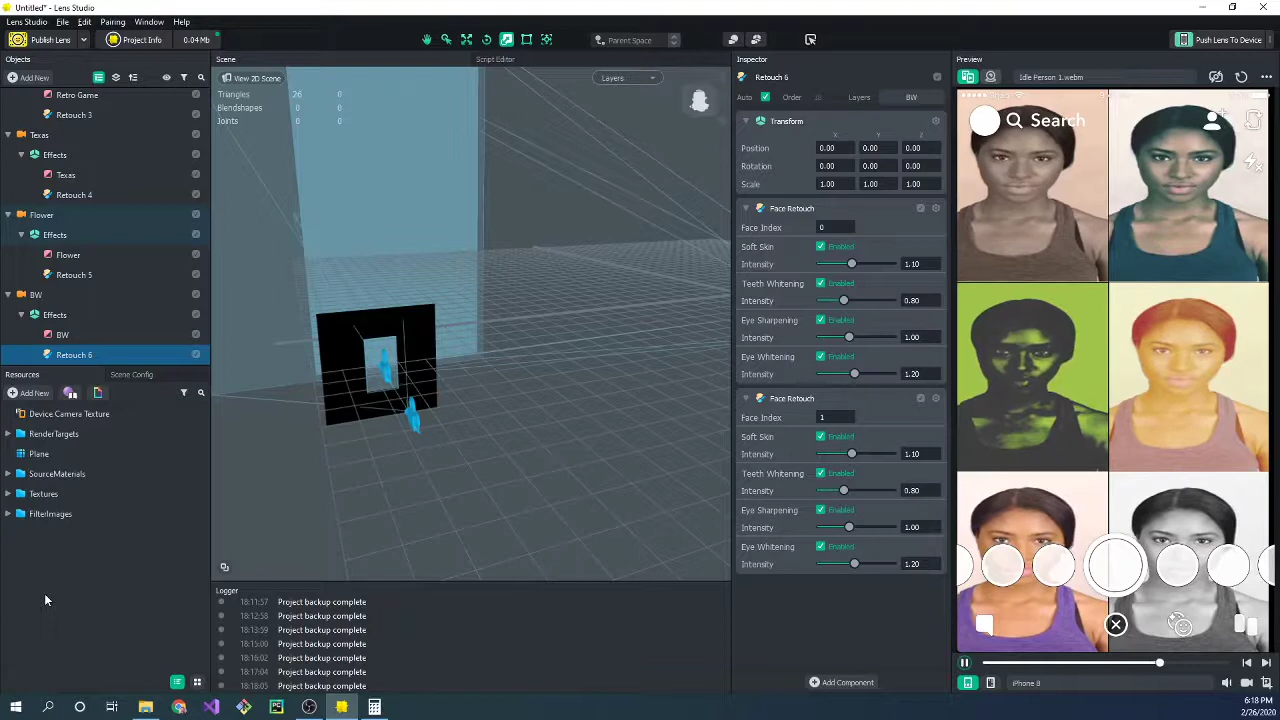 Untitled* - Lens Studio
Lens Studio File Edit Pairing Window Help
Publish Lens Project Info 0.04 Mb Parent Space Push Lens To Device
Objects
Add New
Retro Game
Retouch 3
Texas
Effects
Texas
Retouch 4
Flower
Effects
Flower
Retouch 5
BW
Effects
BW
Retouch 6
Resources Scene Config
Add New
Device Camera Texture
RenderTargets
Plane
SourceMaterials
Textures
FilterImages
Scene Script Editor
View 2D Scene Layers
Triangles 26 0
Blendshapes 0 0
Joints 0 0
Logger
18:11:57 Project backup complete
18:12:58 Project backup complete
18:13:59 Project backup complete
18:15:00 Project backup complete
18:16:02 Project backup complete
18:17:04 Project backup complete
18:18:05 Project backup complete
Inspector
Retouch 6
Auto Order Layers BW
Transform
X Y Z
Position 0.00 0.00 0.00
Rotation 0.00 0.00 0.00
Scale 1.00 1.00 1.00
Face Retouch
Face Index 0
Soft Skin Enabled
Intensity 1.10
Teeth Whitening Enabled
Intensity 0.80
Eye Sharpening Enabled
Intensity 1.00
Eye Whitening Enabled
Intensity 1.20
Face Retouch
Face Index 1
Soft Skin Enabled
Intensity 1.10
Teeth Whitening Enabled
Intensity 0.80
Eye Sharpening Enabled
Intensity 1.00
Eye Whitening Enabled
Intensity 1.20
Add Component
Preview
Idle Person 1.webm
Search
iPhone 8
6:18 PM
2/26/2020